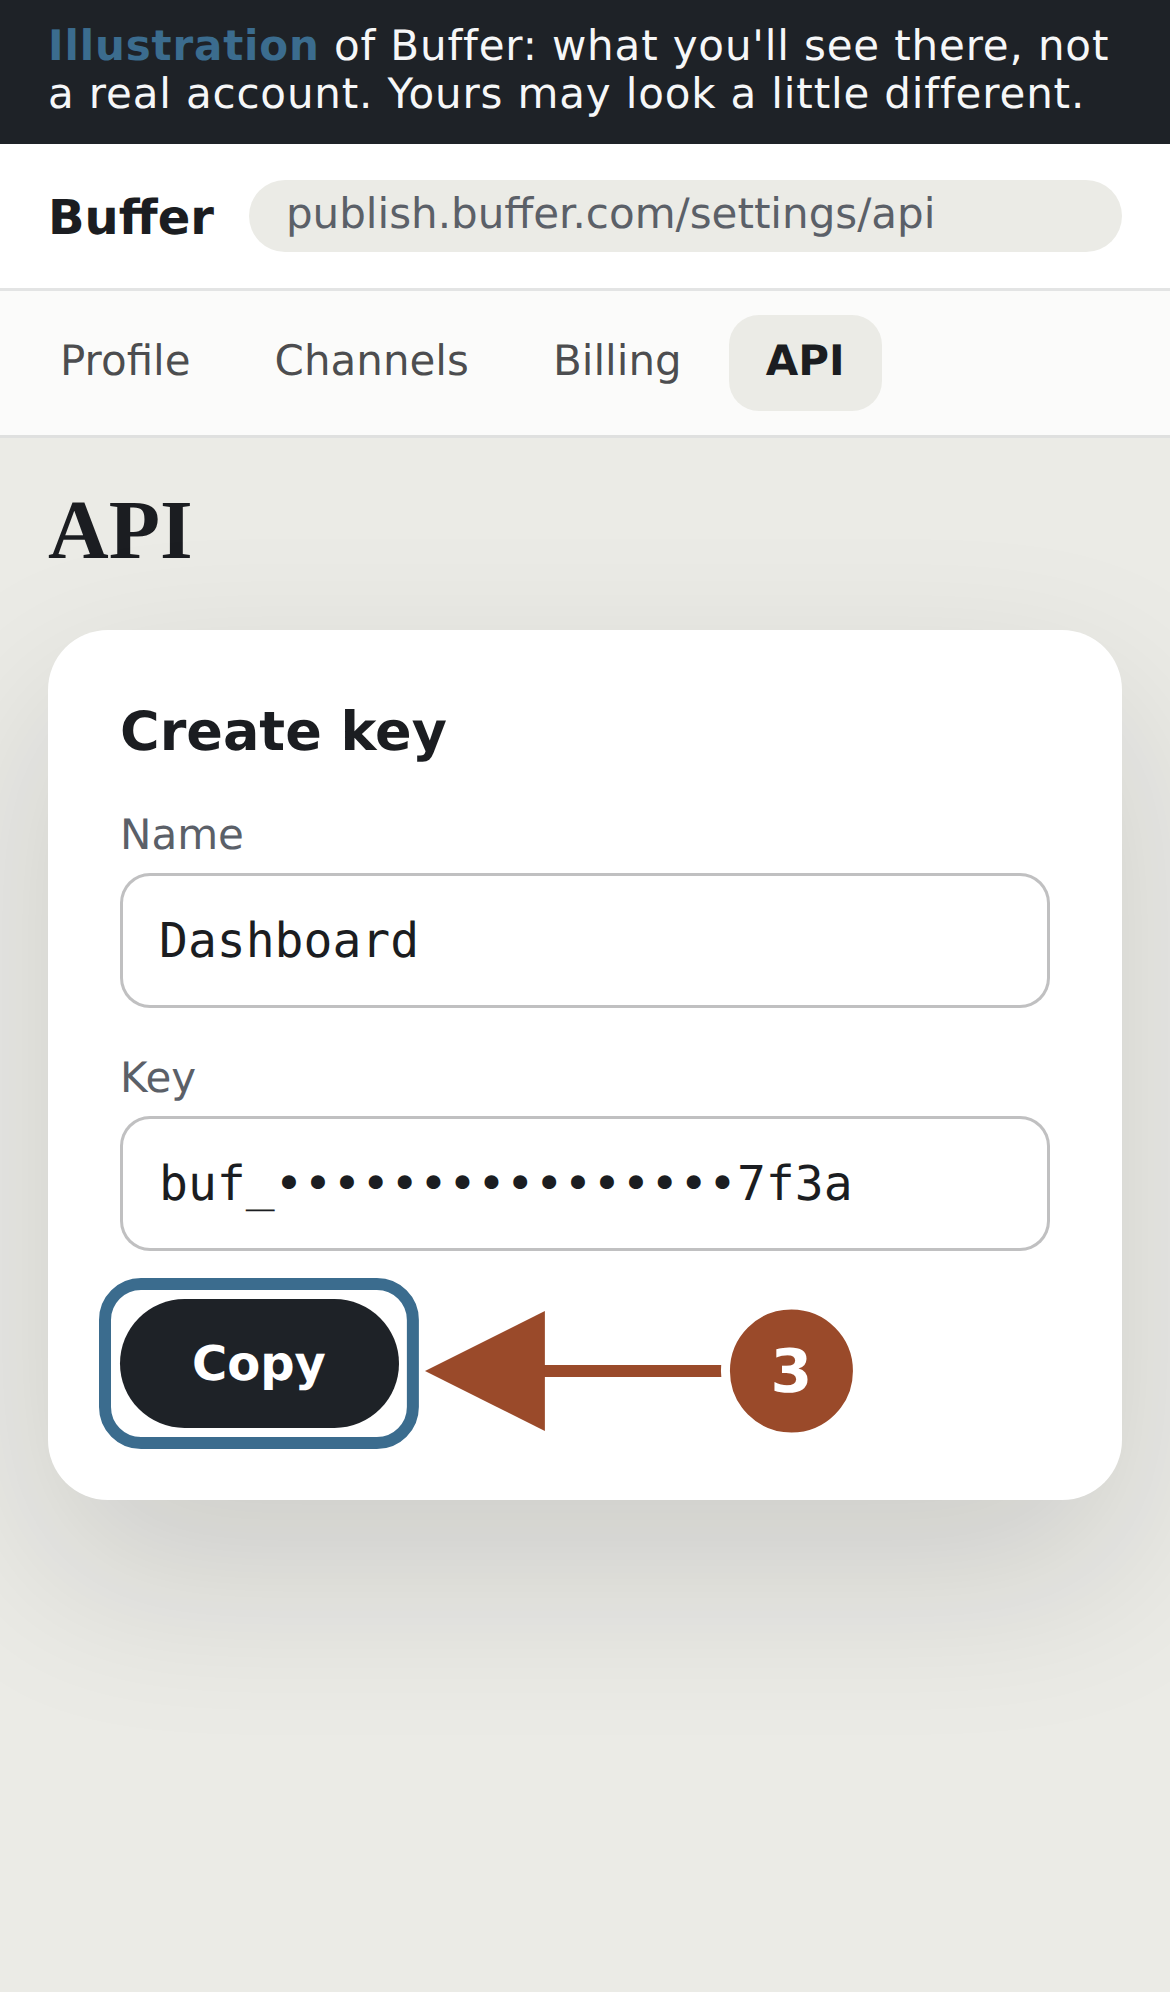 Illustration of Buffer: what you'll see there, not
a real account. Yours may look a little different.
Buffer publish.buffer.com/settings/api
Profile Channels Billing API
API
Create key
Name
Dashboard
Key
buf_••••••••••••••••7f3a
Copy 3